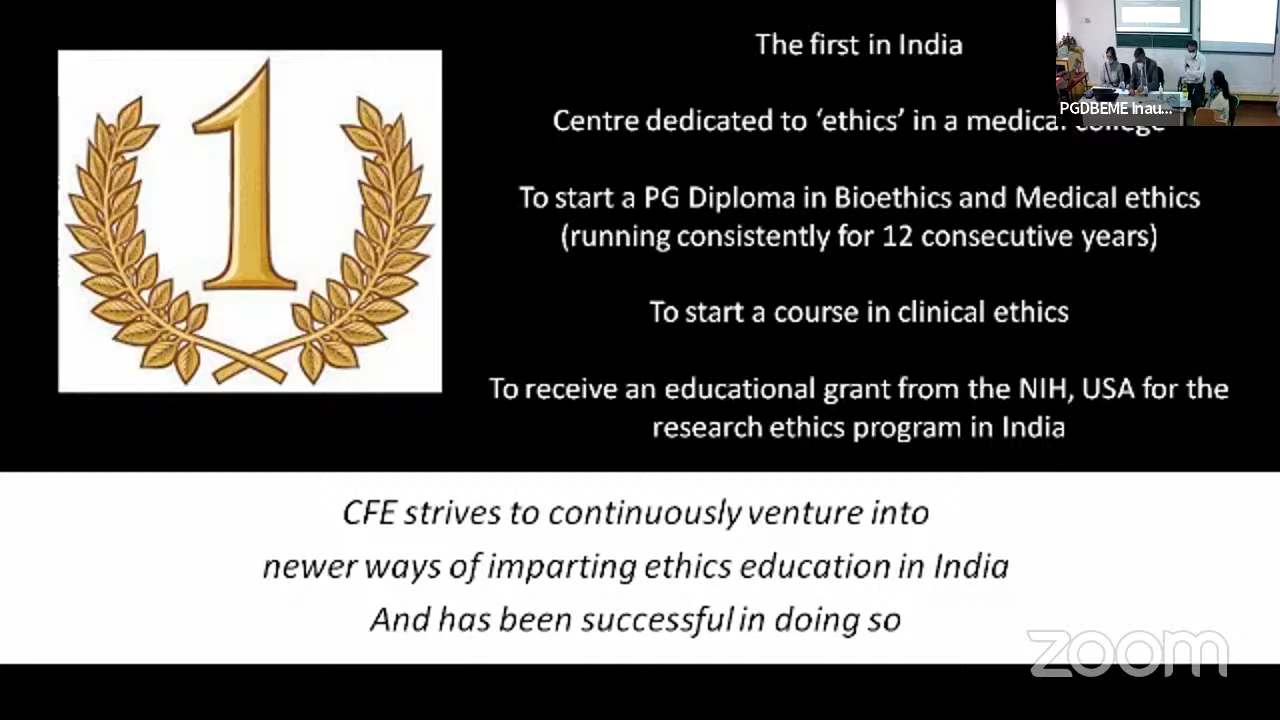 1
The first in India
Centre dedicated to ‘ethics’ in a medical college
To start a PG Diploma in Bioethics and Medical ethics
(running consistently for 12 consecutive years)
To start a course in clinical ethics
To receive an educational grant from the NIH, USA for the
research ethics program in India
CFE strives to continuously venture into
newer ways of imparting ethics education in India
And has been successful in doing so
PGDBEME Inau...
zoom